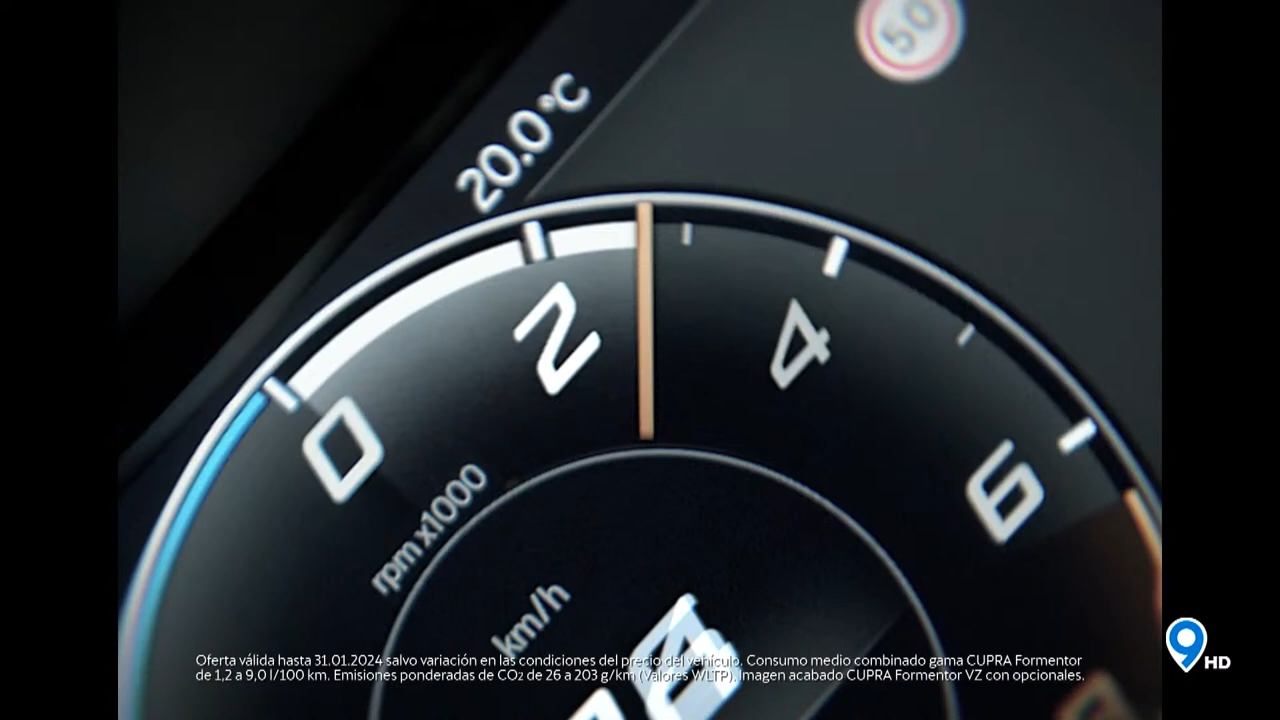 50
20.0°C
0
2
4
6
rpm x1000
km/h
Oferta válida hasta 31.01.2024 salvo variación en las condiciones del precio del vehículo. Consumo medio combinado gama CUPRA Formentor
de 1,2 a 9,0 l/100 km. Emisiones ponderadas de CO₂ de 26 a 203 g/km (Valores WLTP). Imagen acabado CUPRA Formentor VZ con opcionales.
9 HD